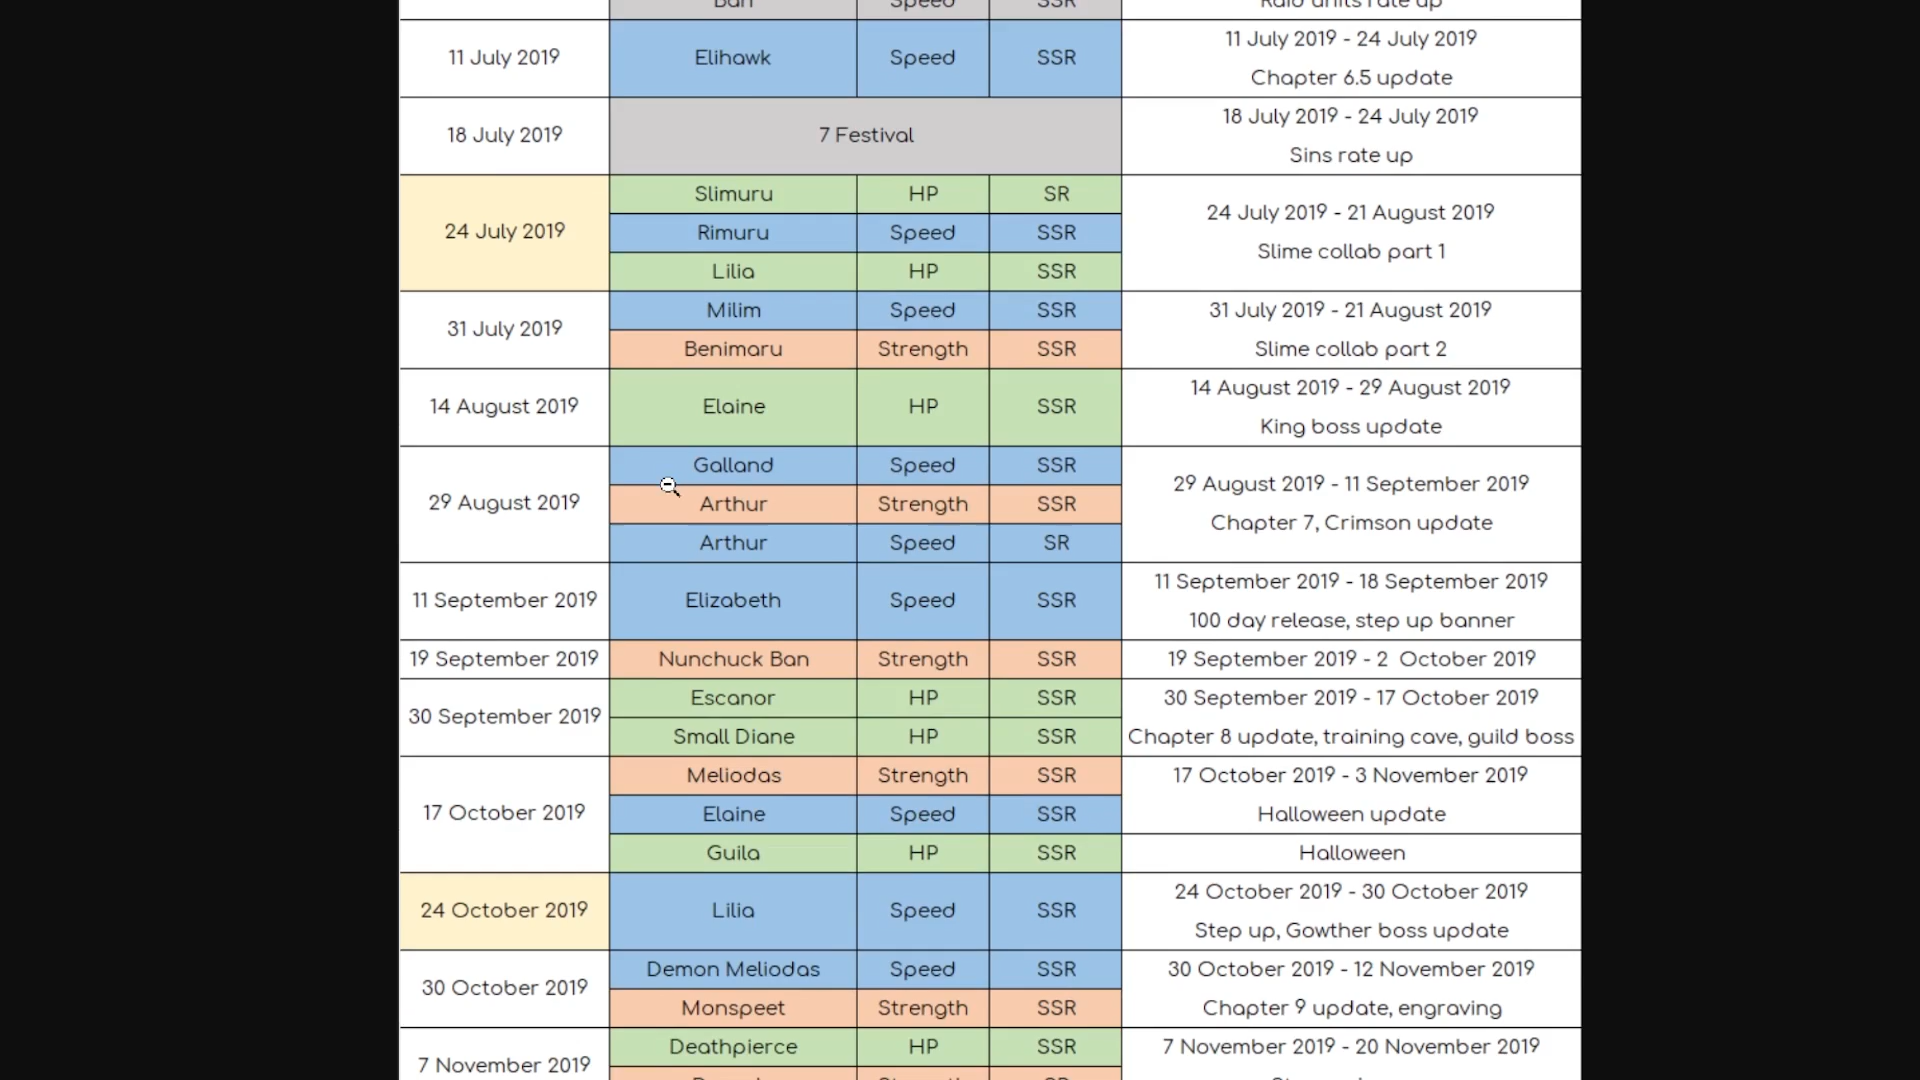 11 July 2019 Elihawk Speed SSR 11 July 2019 - 24 July 2019
Chapter 6.5 update
18 July 2019 7 Festival 18 July 2019 - 24 July 2019
Sins rate up
24 July 2019
Slimuru HP SR
Rimuru Speed SSR
Lilia HP SSR
24 July 2019 - 21 August 2019
Slime collab part 1
31 July 2019
Milim Speed SSR
Benimaru Strength SSR
31 July 2019 - 21 August 2019
Slime collab part 2
14 August 2019 Elaine HP SSR 14 August 2019 - 29 August 2019
King boss update
29 August 2019
Galland Speed SSR
Arthur Strength SSR
Arthur Speed SR
29 August 2019 - 11 September 2019
Chapter 7, Crimson update
11 September 2019 Elizabeth Speed SSR 11 September 2019 - 18 September 2019
100 day release, step up banner
19 September 2019 Nunchuck Ban Strength SSR 19 September 2019 - 2 October 2019
30 September 2019
Escanor HP SSR
Small Diane HP SSR
30 September 2019 - 17 October 2019
Chapter 8 update, training cave, guild boss
17 October 2019
Meliodas Strength SSR
Elaine Speed SSR
Guila HP SSR
17 October 2019 - 3 November 2019
Halloween update
Halloween
24 October 2019 Lilia Speed SSR 24 October 2019 - 30 October 2019
Step up, Gowther boss update
30 October 2019
Demon Meliodas Speed SSR
Monspeet Strength SSR
30 October 2019 - 12 November 2019
Chapter 9 update, engraving
7 November 2019
Deathpierce HP SSR
7 November 2019 - 20 November 2019